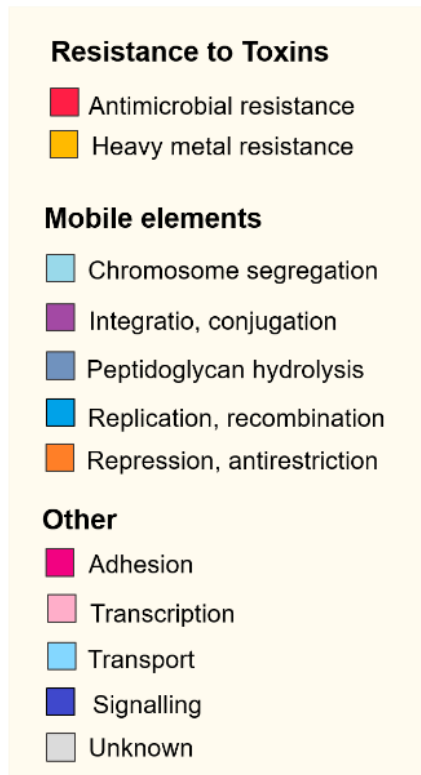 Resistance to Toxins
Antimicrobial resistance
Heavy metal resistance
Mobile elements
Chromosome segregation
Integratio, conjugation
Peptidoglycan hydrolysis
Replication, recombination
Repression, antirestriction
Other
Adhesion
Transcription
Transport
Signalling
Unknown